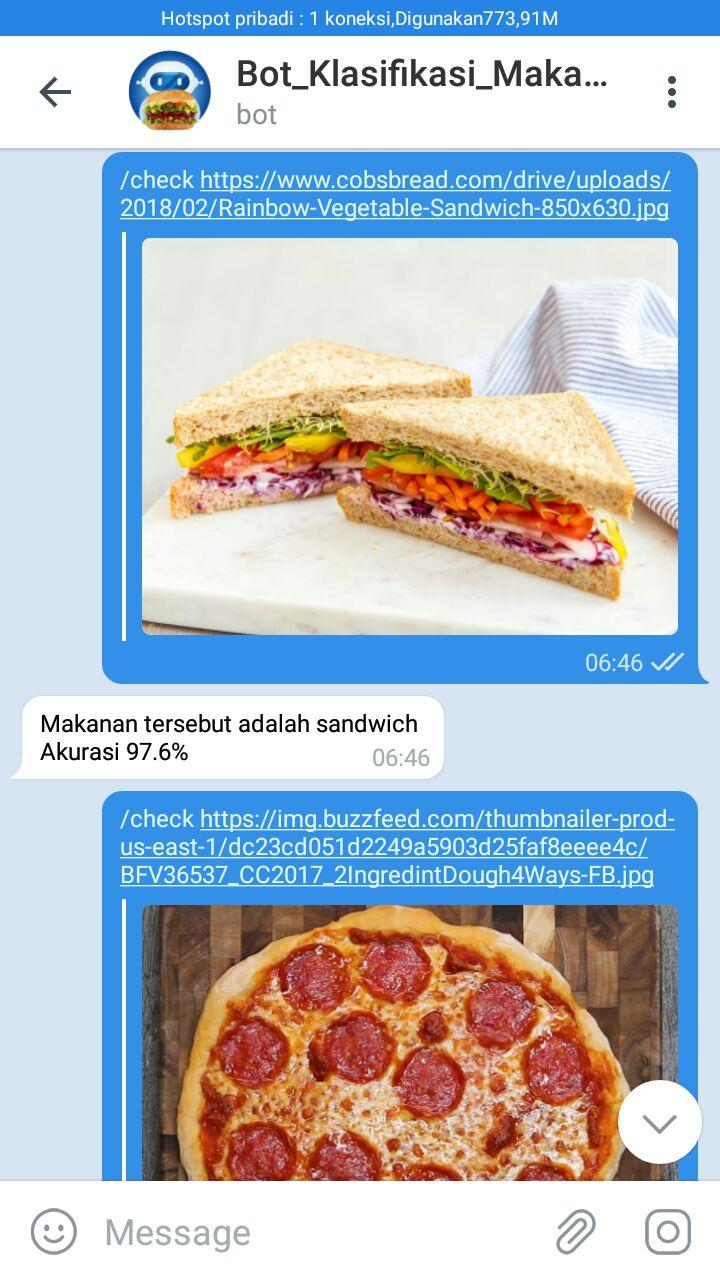 Hotspot pribadi : 1 koneksi,Digunakan773,91M
Bot_Klasifikasi_Maka...
bot
/check https://www.cobsbread.com/drive/uploads/
2018/02/Rainbow-Vegetable-Sandwich-850x630.jpg
06:46
Makanan tersebut adalah sandwich
Akurasi 97.6%
06:46
/check https://img.buzzfeed.com/thumbnailer-prod-
us-east-1/dc23cd051d2249a5903d25faf8eeee4c/
BFV36537_CC2017_2IngredintDough4Ways-FB.jpg
Message